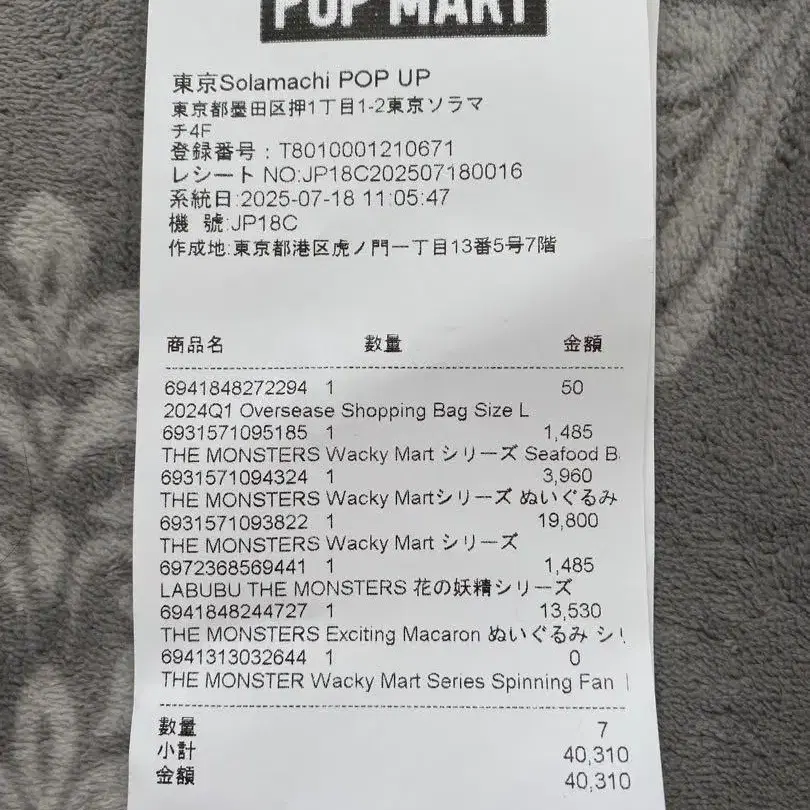 POP MART
東京Solamachi POP UP
東京都墨田区押1丁目1-2東京ソラマ
チ4F
登録番号：T8010001210671
レシート NO:JP18C202507180016
系統日:2025-07-18 11:05:47
機 號:JP18C
作成地:東京都港区虎ノ門一丁目13番5号7階
商品名 数量 金額
6941848272294 1 50
2024Q1 Oversease Shopping Bag Size L
6931571095185 1 1,485
THE MONSTERS Wacky Mart シリーズ Seafood B
6931571094324 1 3,960
THE MONSTERS Wacky Martシリーズ ぬいぐるみ
6931571093822 1 19,800
THE MONSTERS Wacky Mart シリーズ
6972368569441 1 1,485
LABUBU THE MONSTERS 花の妖精シリーズ
6941848244727 1 13,530
THE MONSTERS Exciting Macaron ぬいぐるみ シリ
6941313032644 1 0
THE MONSTER Wacky Mart Series Spinning Fan
数量 7
小計 40,310
金額 40,310